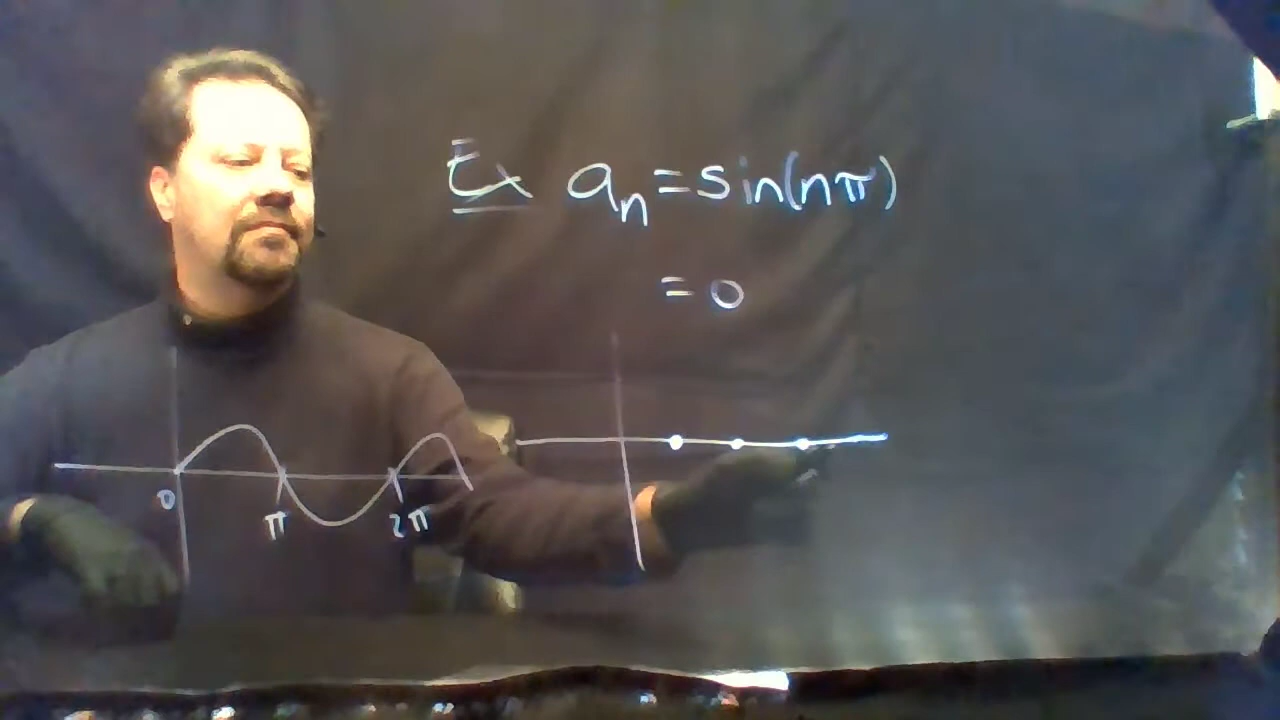 Ex aₙ = sin(nπ)
= 0
0 π 2π